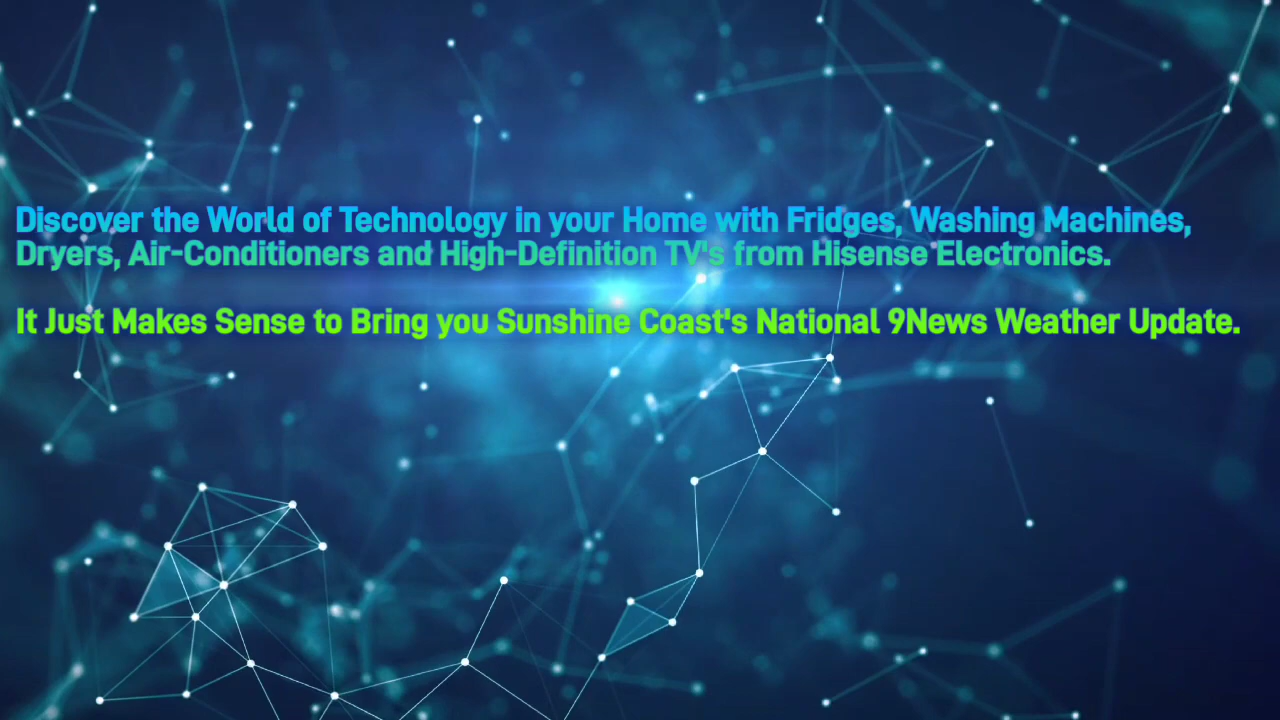 Discover the World of Technology in your Home with Fridges, Washing Machines,
Dryers, Air-Conditioners and High-Definition TV's from Hisense Electronics.
It Just Makes Sense to Bring you Sunshine Coast's National 9News Weather Update.